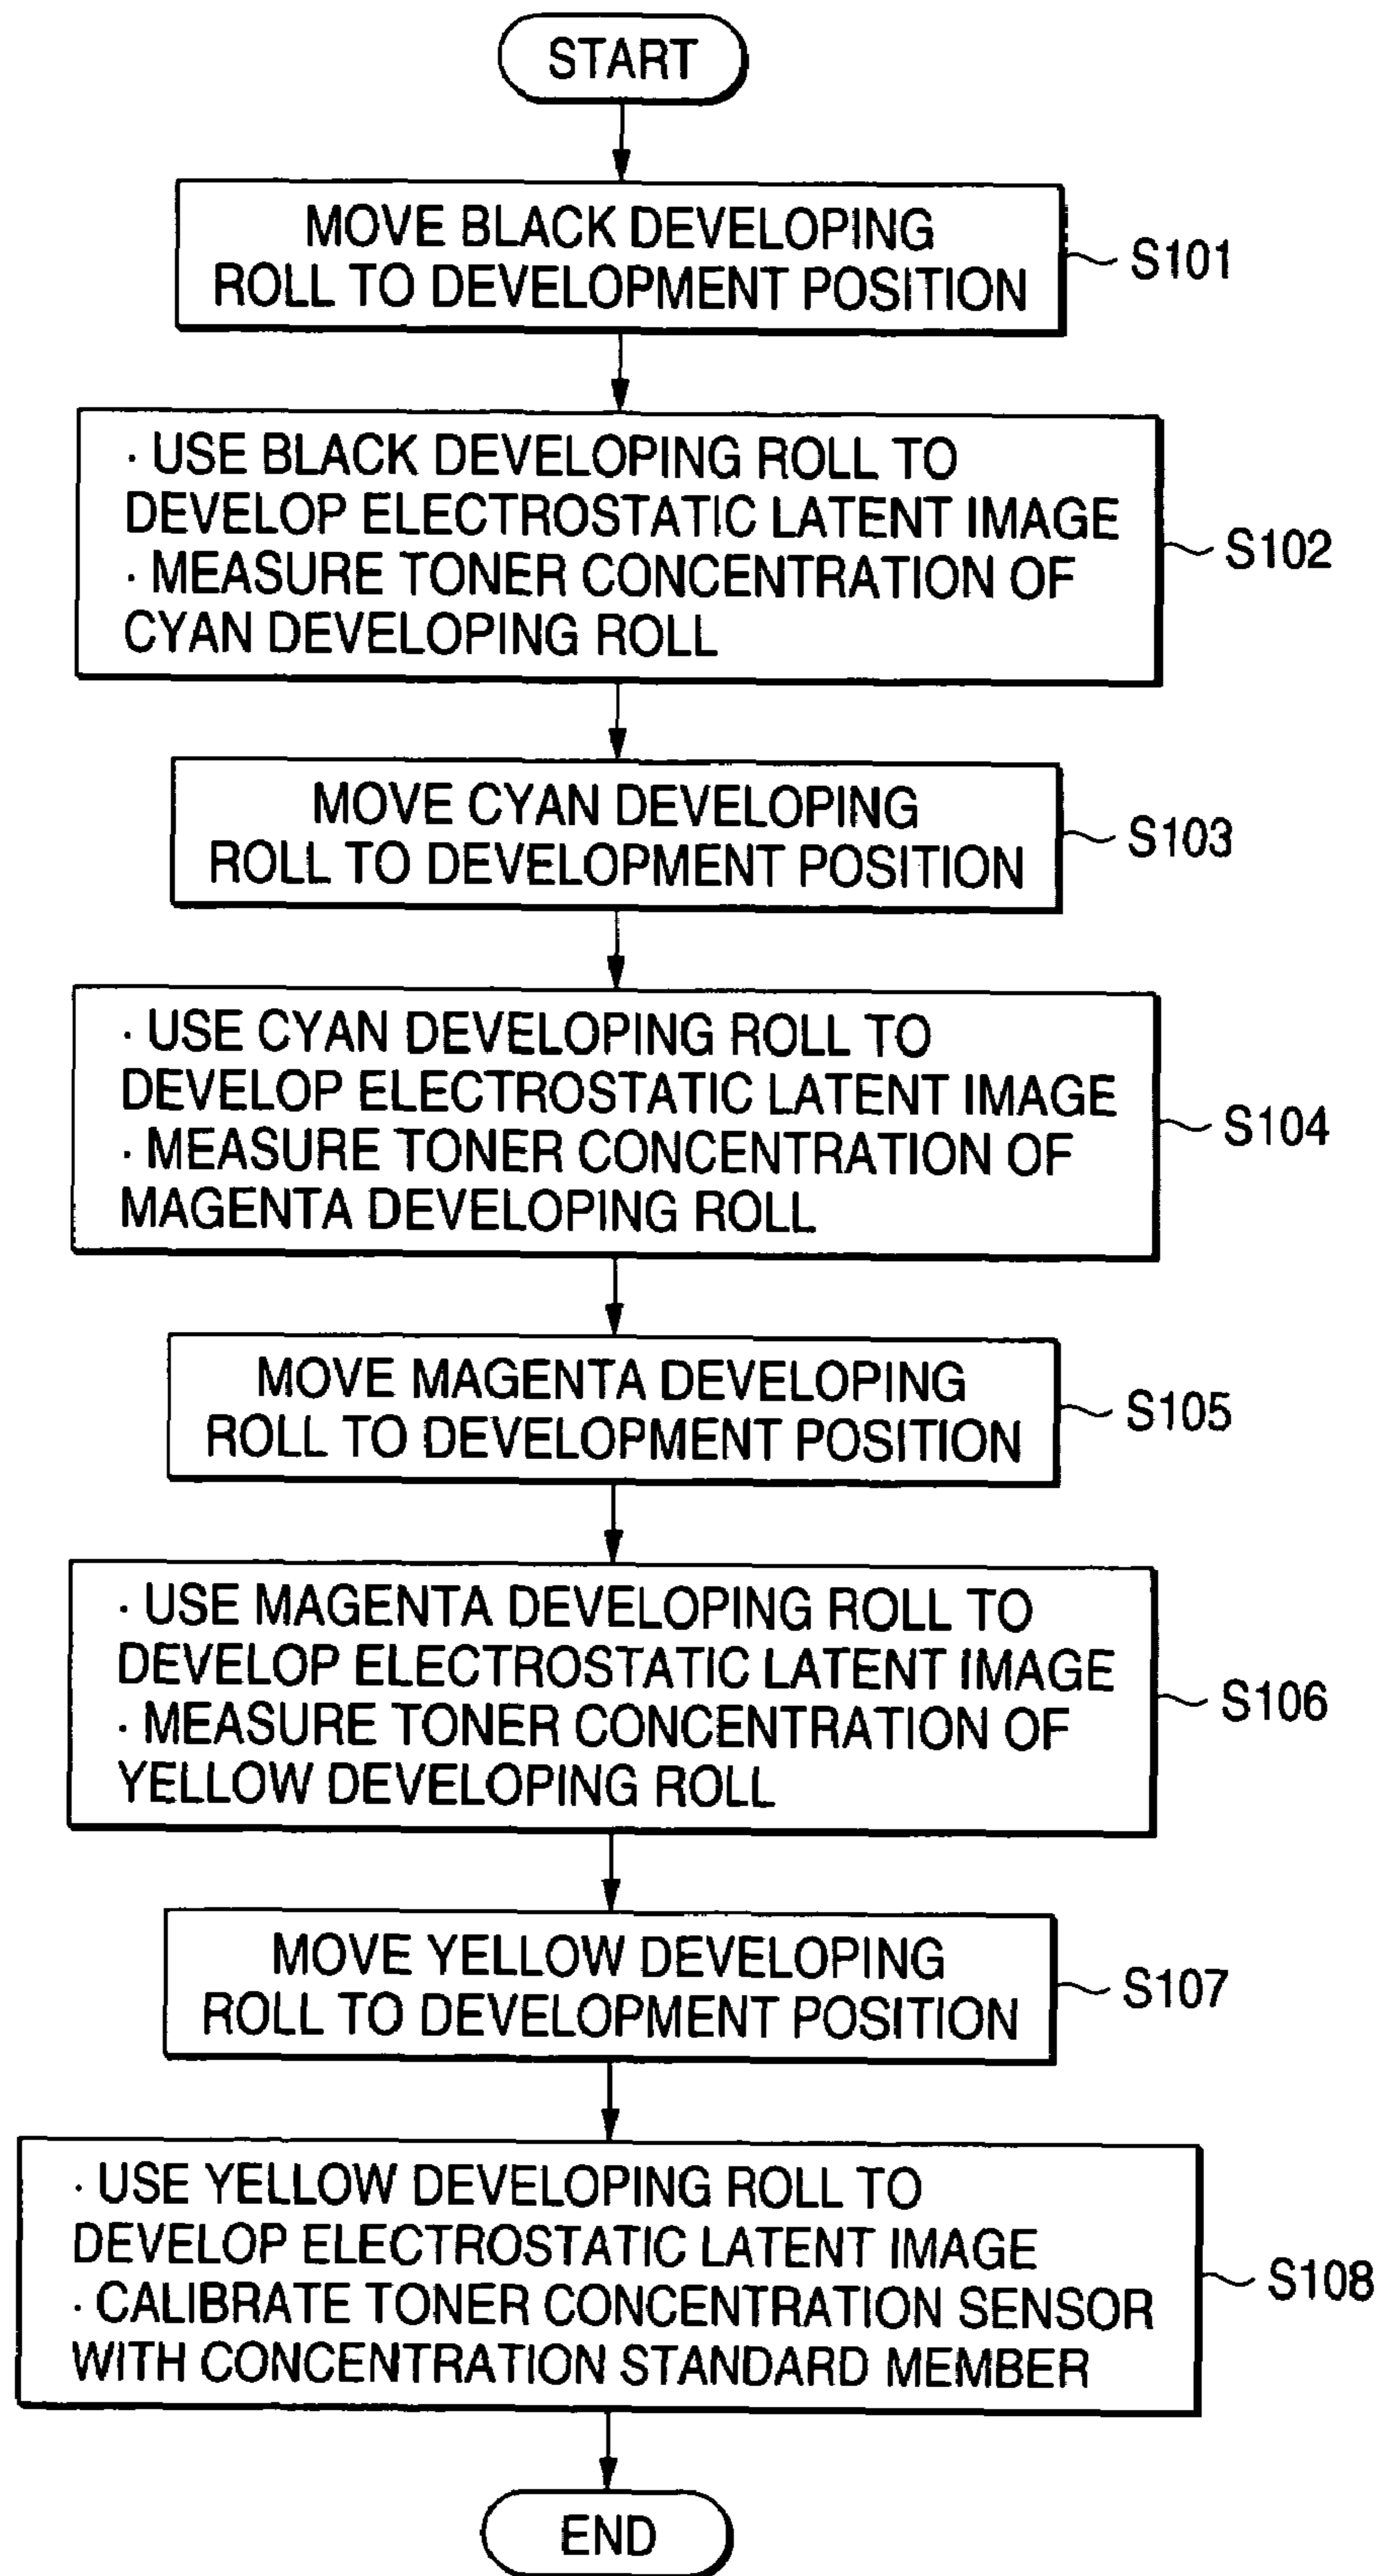 START
MOVE BLACK DEVELOPING
ROLL TO DEVELOPMENT POSITION
S101
· USE BLACK DEVELOPING ROLL TO
DEVELOP ELECTROSTATIC LATENT IMAGE
· MEASURE TONER CONCENTRATION OF
CYAN DEVELOPING ROLL
S102
MOVE CYAN DEVELOPING
ROLL TO DEVELOPMENT POSITION
S103
· USE CYAN DEVELOPING ROLL TO
DEVELOP ELECTROSTATIC LATENT IMAGE
· MEASURE TONER CONCENTRATION OF
MAGENTA DEVELOPING ROLL
S104
MOVE MAGENTA DEVELOPING
ROLL TO DEVELOPMENT POSITION
S105
· USE MAGENTA DEVELOPING ROLL TO
DEVELOP ELECTROSTATIC LATENT IMAGE
· MEASURE TONER CONCENTRATION OF
YELLOW DEVELOPING ROLL
S106
MOVE YELLOW DEVELOPING
ROLL TO DEVELOPMENT POSITION
S107
· USE YELLOW DEVELOPING ROLL TO
DEVELOP ELECTROSTATIC LATENT IMAGE
· CALIBRATE TONER CONCENTRATION SENSOR
WITH CONCENTRATION STANDARD MEMBER
S108
END